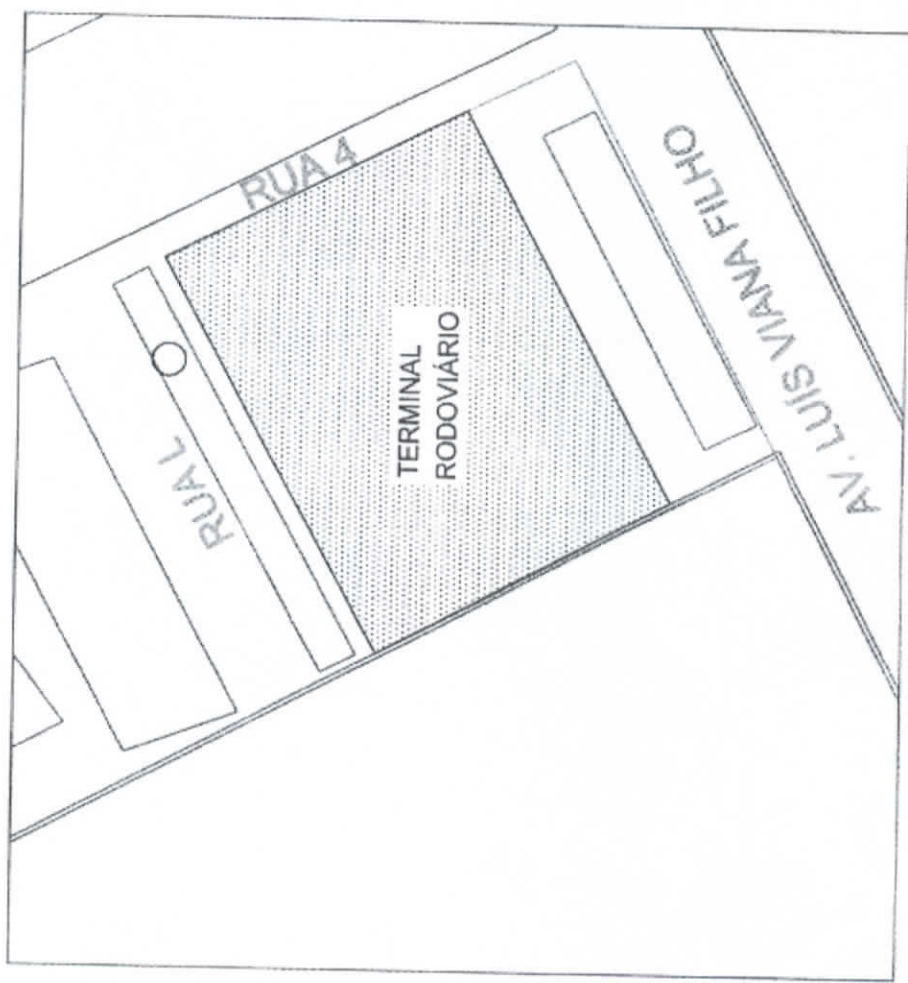 RUA 4
RUA L
TERMINAL
RODOVIÁRIO
AV. LUÍS VIANA FILHO